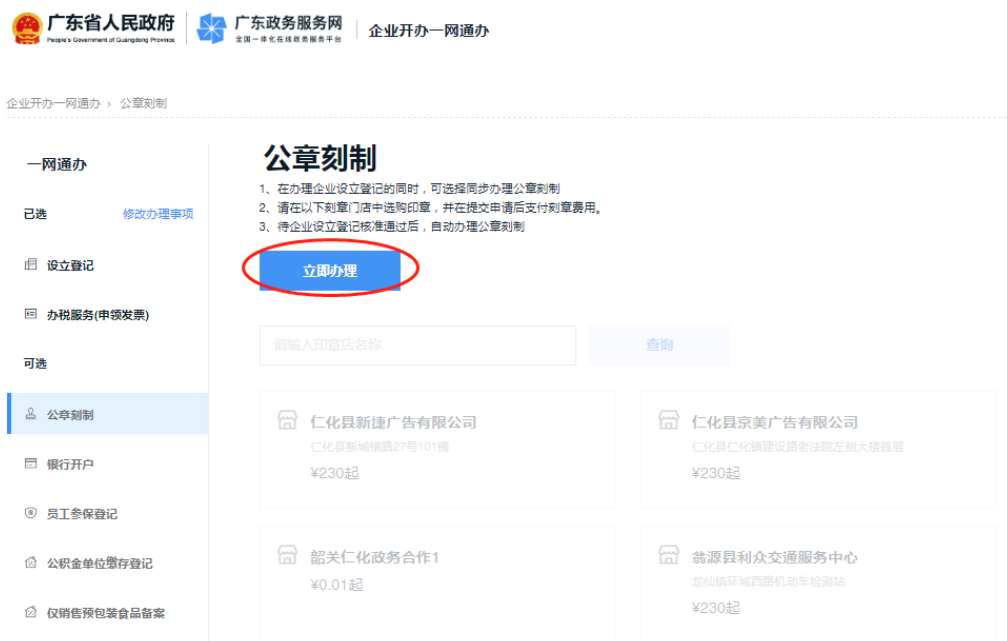 广东省人民政府
People's Government of Guangdong Province
广东政务服务网
全国一体化在线政务服务平台
企业开办一网通办
企业开办一网通办 › 公章刻制
一网通办
已选 修改办理事项
设立登记
办税服务(申领发票)
可选
公章刻制
银行开户
员工参保登记
公积金单位缴存登记
仅销售预包装食品备案
公章刻制
1、在办理企业设立登记的同时，可选择同步办理公章刻制
2、请在以下刻章门店中选购印章，并在提交申请后支付刻章费用。
3、待企业设立登记核准通过后，自动办理公章刻制
立即办理
请输入印章店名称 查询
仁化县新捷广告有限公司
仁化县新城横路27号101铺
¥230起
仁化县京美广告有限公司
仁化县仁化镇建设路老法院左侧大楼首层
¥230起
韶关仁化政务合作1
¥0.01起
翁源县利众交通服务中心
龙仙镇环城西路机动车检测站
¥230起